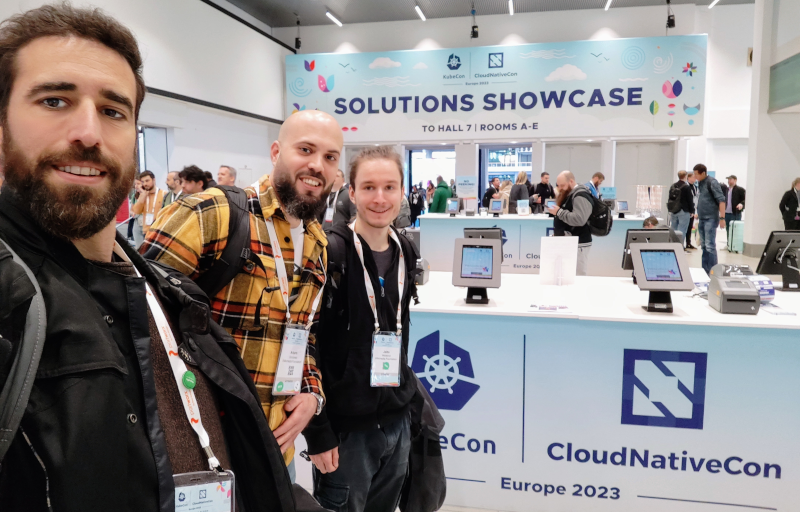 KubeCon
CloudNativeCon
Europe 2023
SOLUTIONS SHOWCASE
TO HALL 7 | ROOMS A-E
eCon
CloudNativeCon
Europe 2023